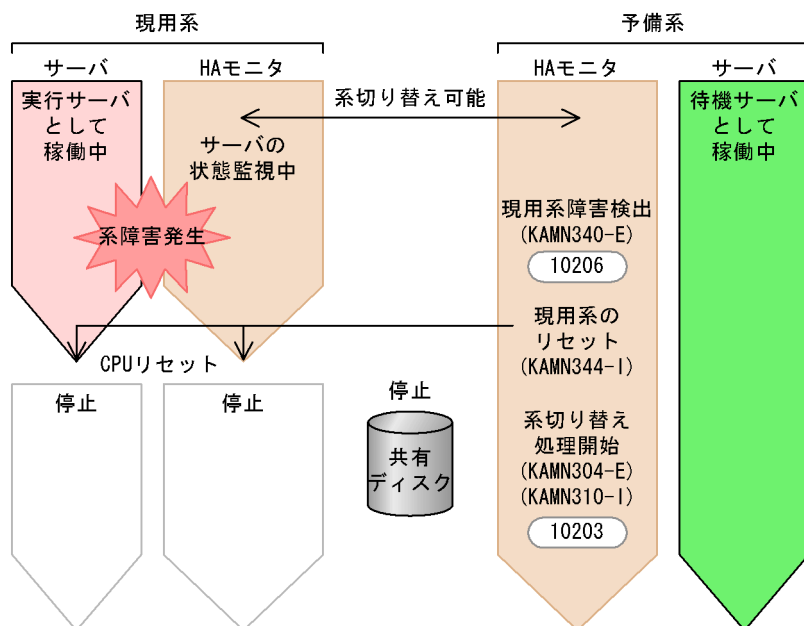 現用系
予備系
サーバ
HAモニタ
HAモニタ
サーバ
実行サーバ
として
稼働中
サーバの
状態監視中
系切り替え可能
待機サーバ
として
稼働中
系障害発生
現用系障害検出
(KAMN340-E)
10206
現用系の
リセット
(KAMN344-I)
CPUリセット
停止
停止
停止
共有
ディスク
系切り替え
処理開始
(KAMN304-E)
(KAMN310-I)
10203